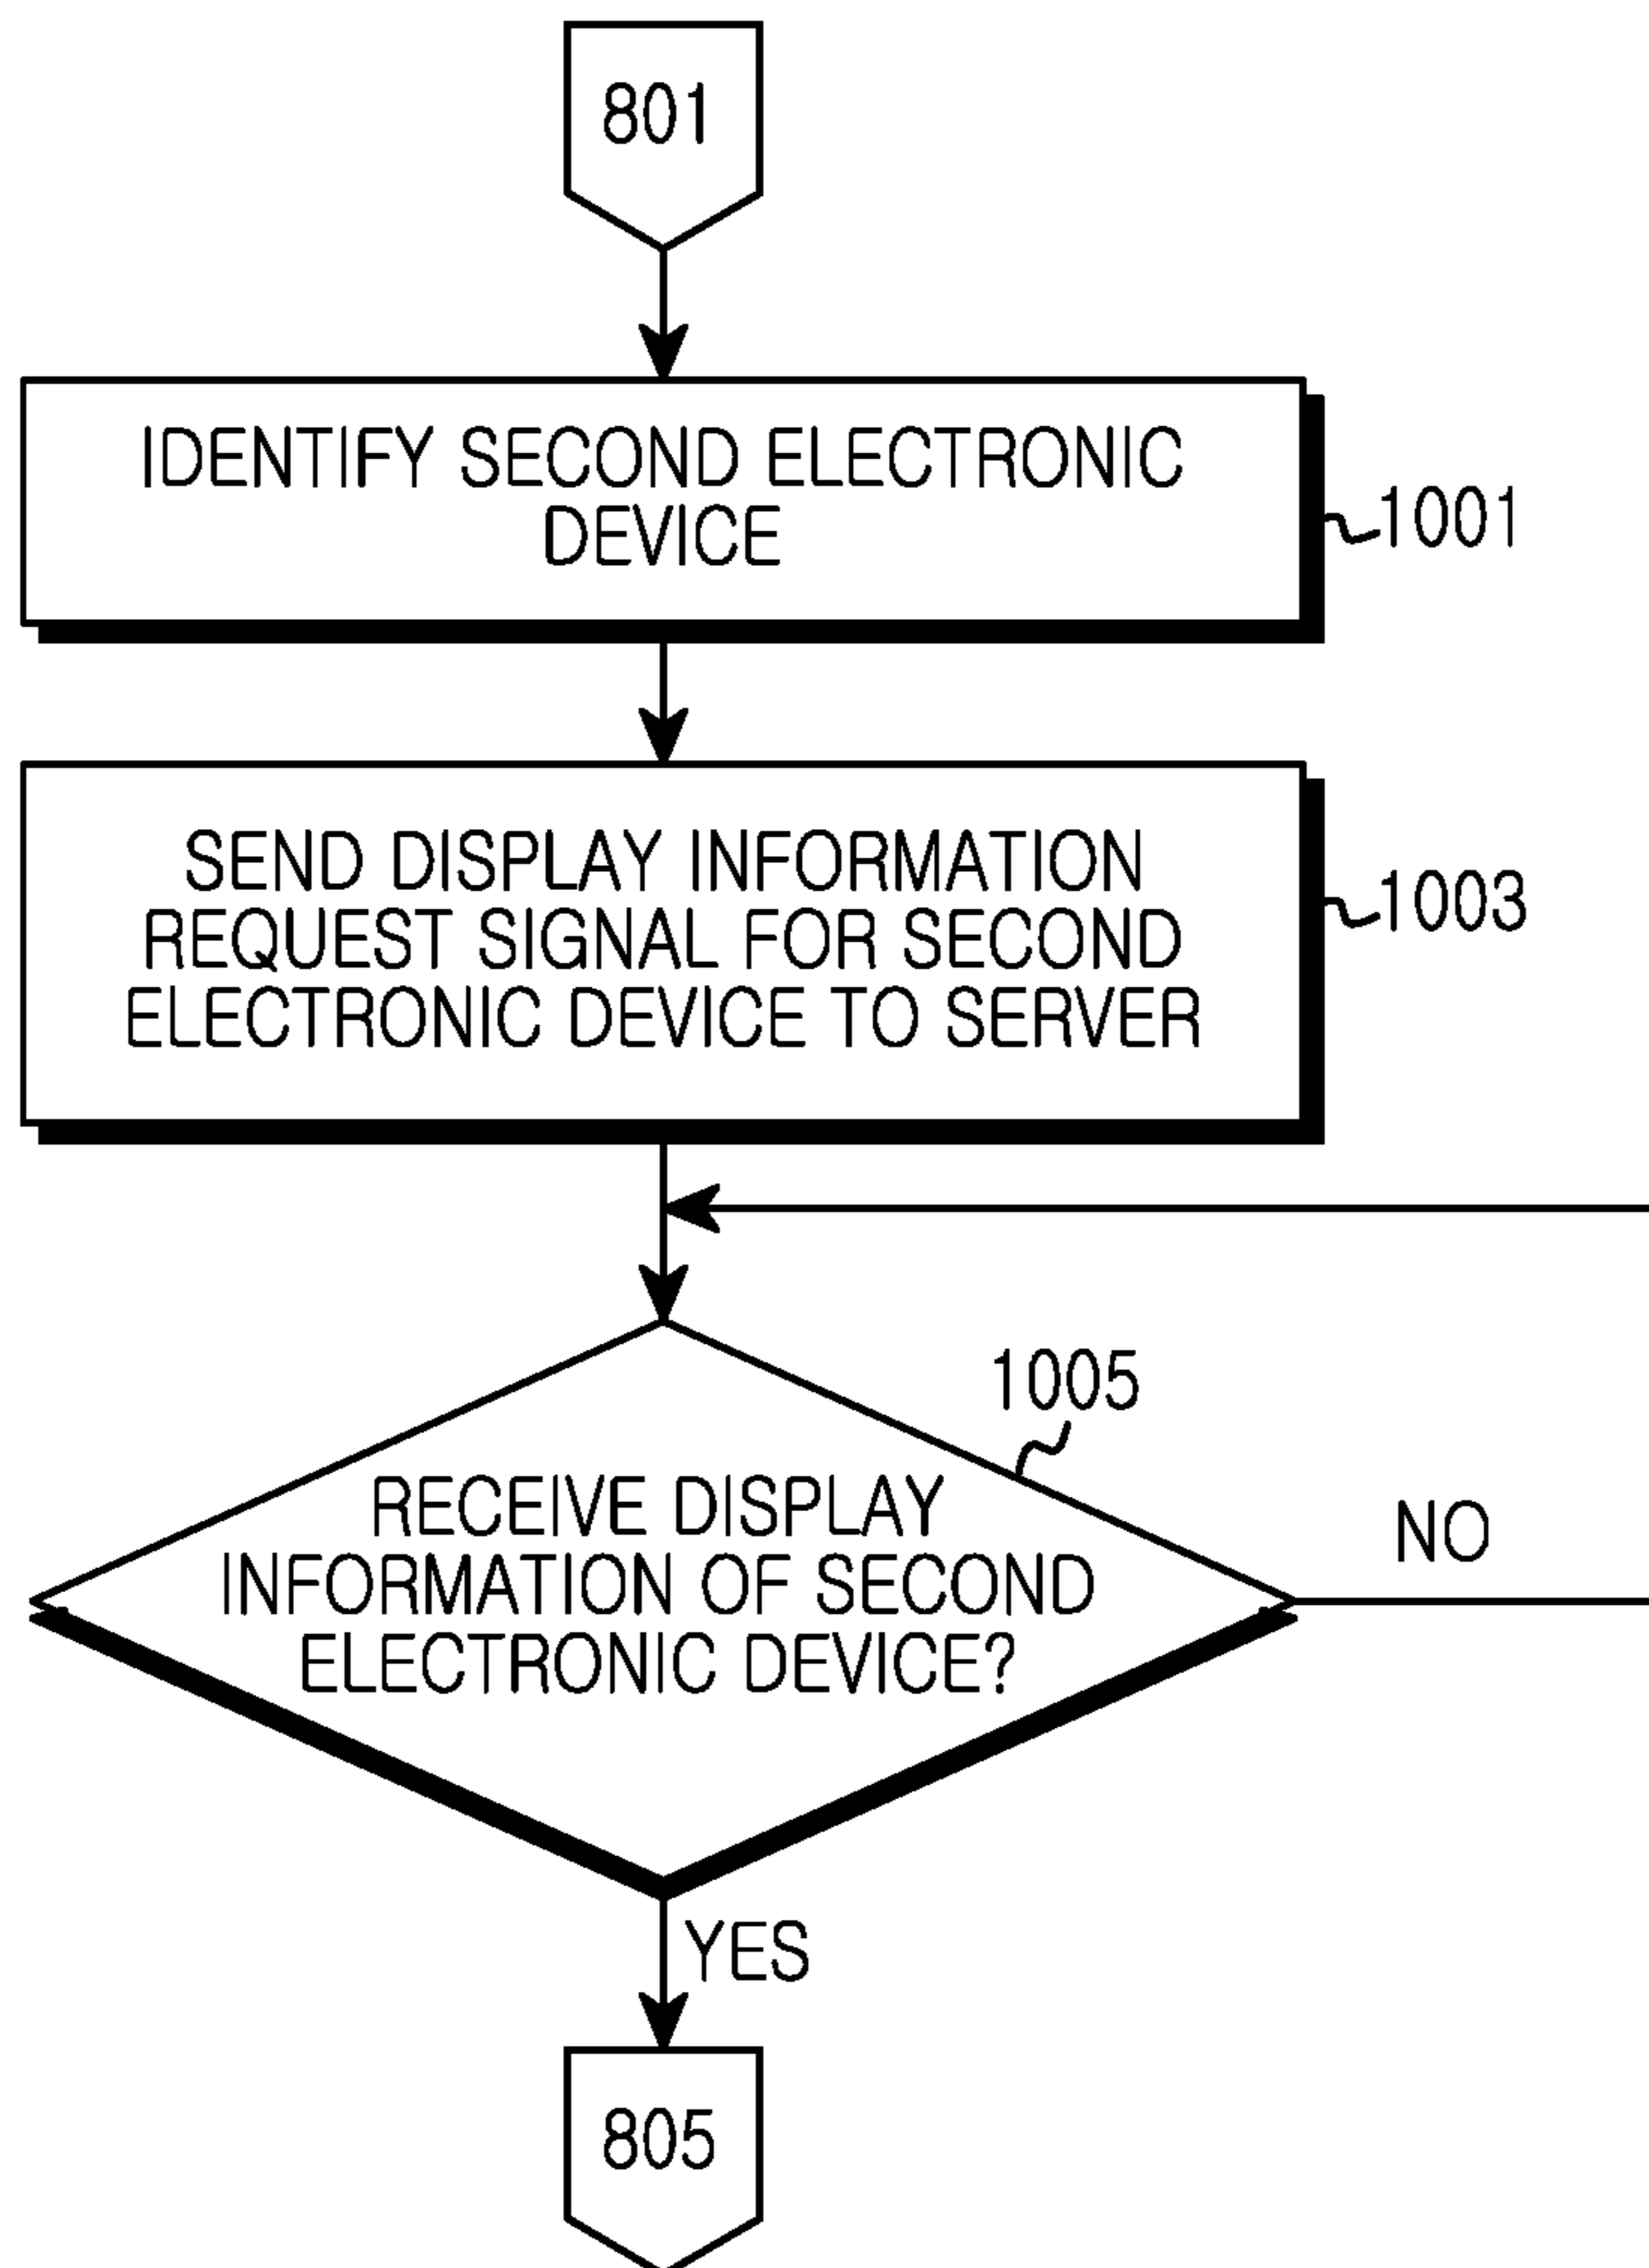 801
IDENTIFY SECOND ELECTRONIC
DEVICE
1001
SEND DISPLAY INFORMATION
REQUEST SIGNAL FOR SECOND
ELECTRONIC DEVICE TO SERVER
1003
1005
RECEIVE DISPLAY
INFORMATION OF SECOND
ELECTRONIC DEVICE?
NO
YES
805